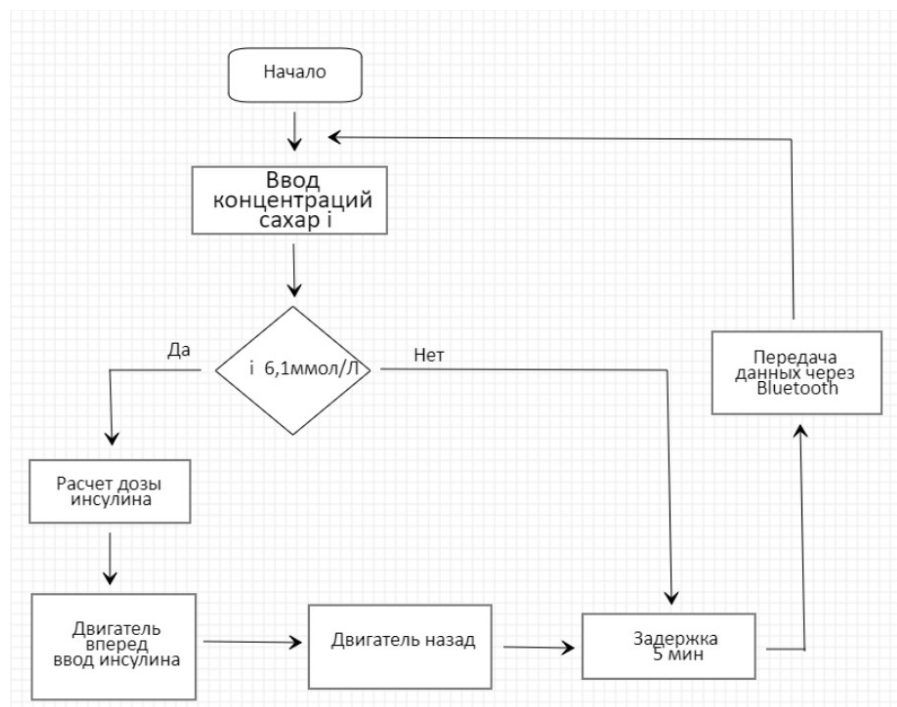 Начало
Ввод
концентраций
сахар i
Да
i 6,1ммол/Л
Нет
Передача
данных через
Bluetooth
Расчет дозы
инсулина
Двигатель
вперед
ввод инсулина
Двигатель назад
Задержка
5 мин